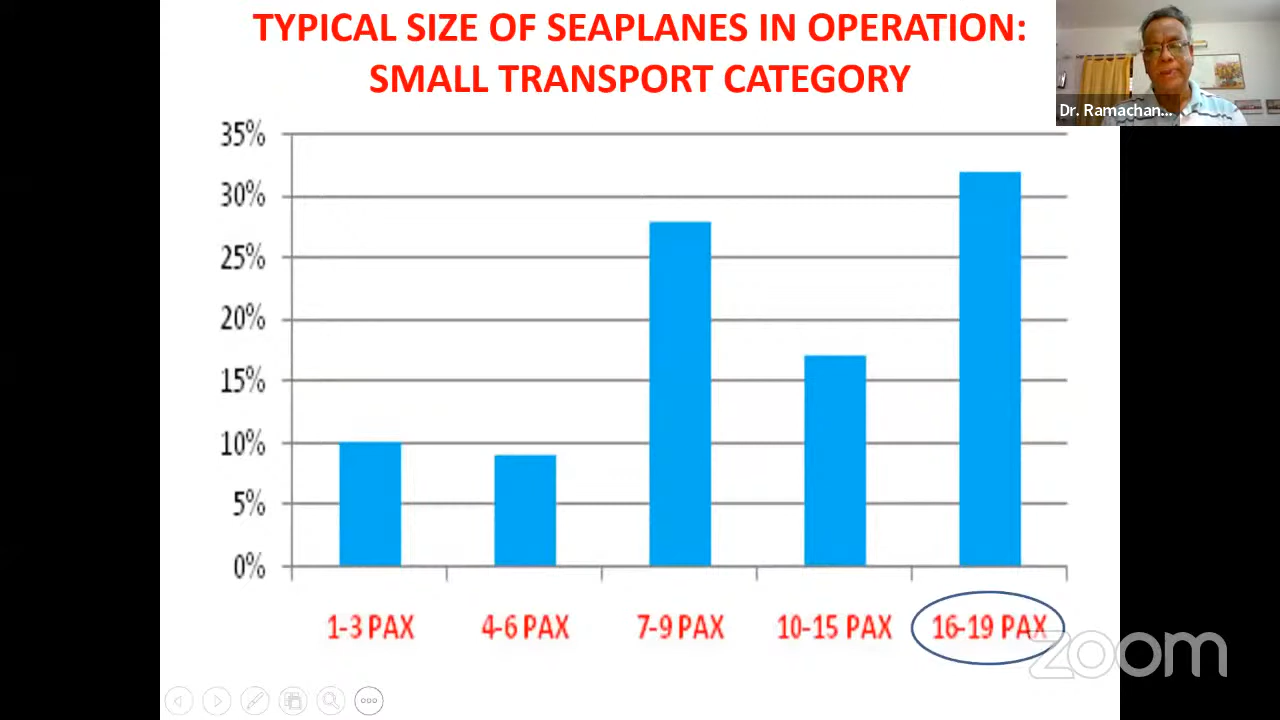 TYPICAL SIZE OF SEAPLANES IN OPERATION:
SMALL TRANSPORT CATEGORY
Dr. Ramachan...
35%
30%
25%
20%
15%
10%
5%
0%
1-3 PAX
4-6 PAX
7-9 PAX
10-15 PAX
16-19 PAX
zoom